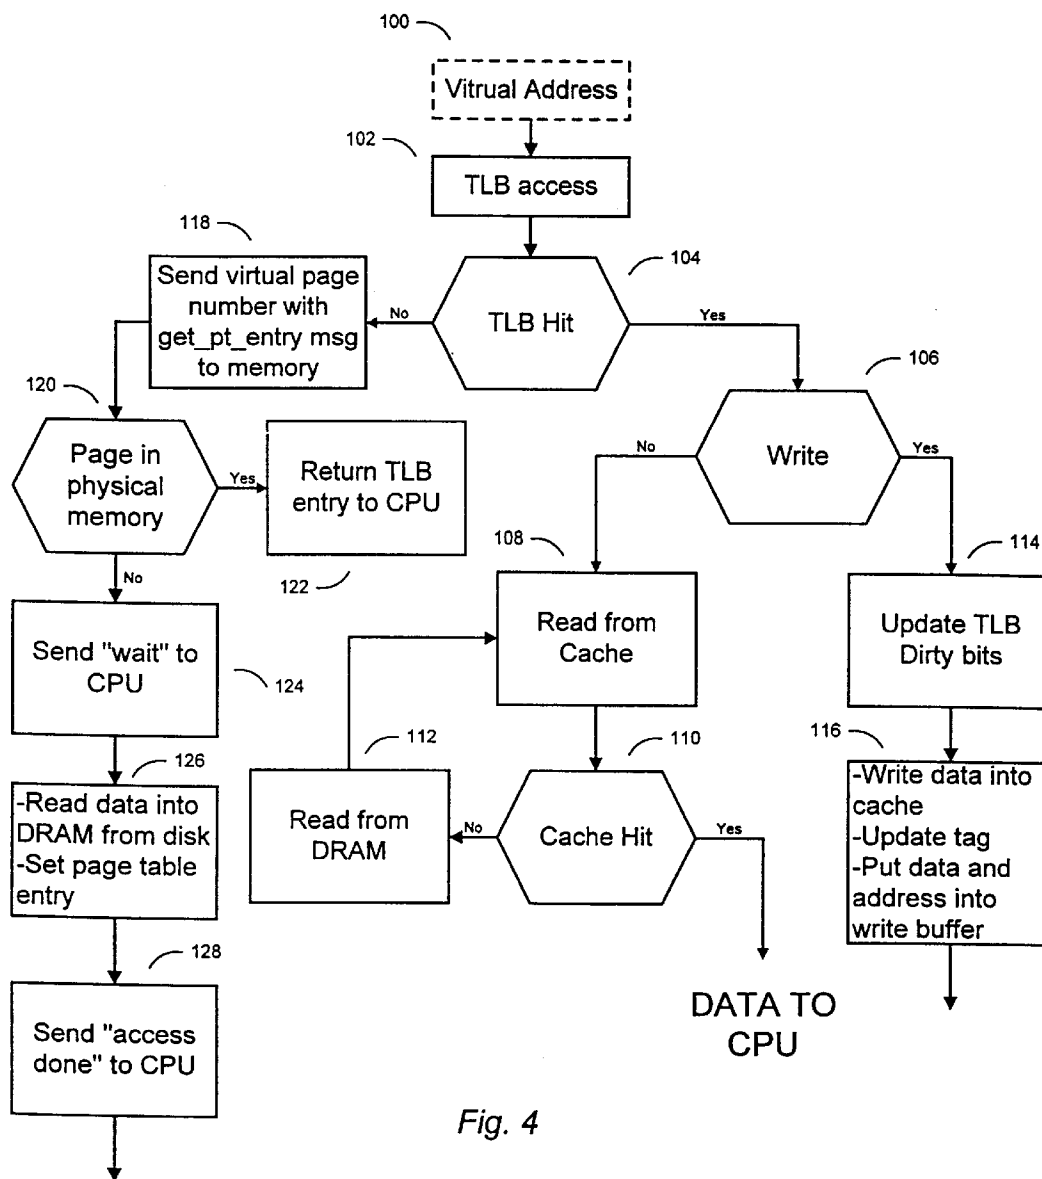 100
Vitrual Address
102
TLB access
118
Send virtual page
number with
get_pt_entry msg
to memory
No
104
TLB Hit
Yes
120
Page in
physical
memory
Yes
Return TLB
entry to CPU
122
106
No
Write
Yes
No
108
Read from
Cache
114
Update TLB
Dirty bits
Send "wait" to
CPU
124
112
110
116
126
-Read data into
DRAM from disk
-Set page table
entry
Read from
DRAM
No
Cache Hit
Yes
-Write data into
cache
-Update tag
-Put data and
address into
write buffer
128
Send "access
done" to CPU
DATA TO
CPU
Fig. 4